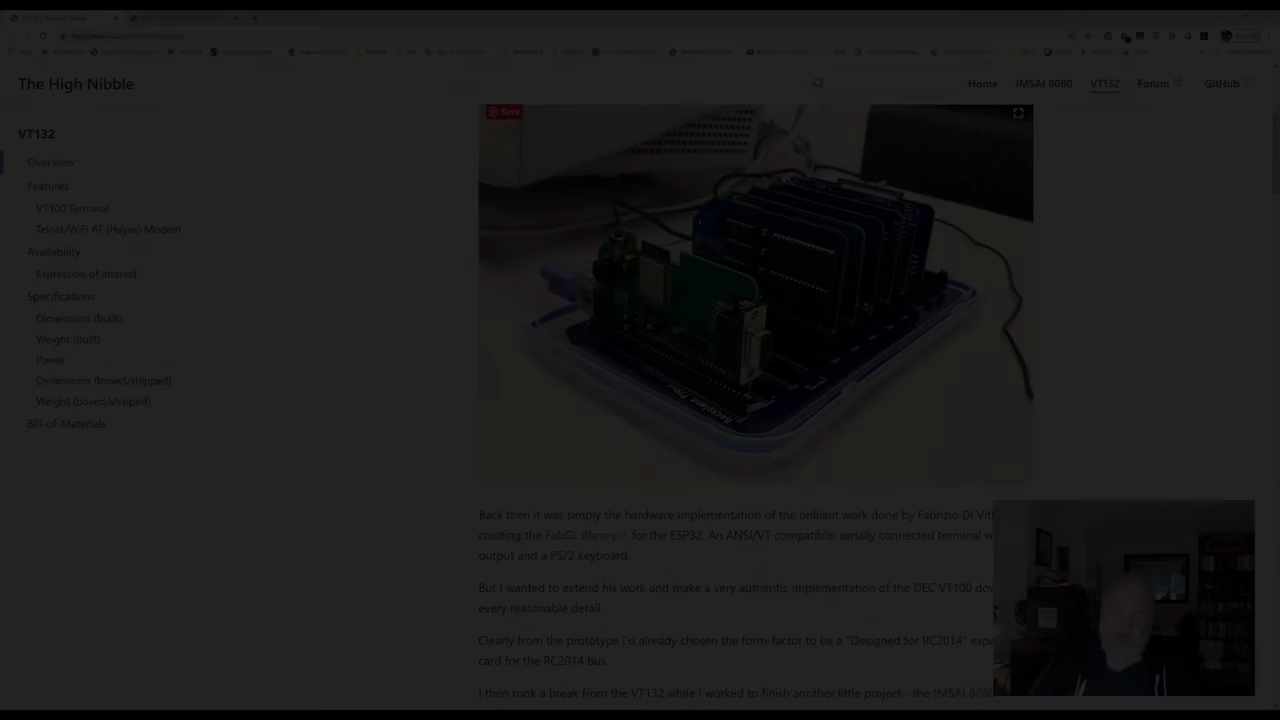 The High Nibble
Home
IMSAI 8080
VT132
Forum
GitHub
VT132
Overview
Features
VT100 Terminal
Telnet/WiFi AT (Hayes) Modem
Availability
Expression of interest
Specifications
Dimensions (built)
Weight (built)
Power
Dimensions (boxed/shipped)
Weight (boxed/shipped)
Bill-of-Materials
Save
Back then it was simply the hardware implementation of the brilliant work done by Fabrizio Di Vitt
creating the FabGL library for the ESP32. An ANSI/VT compatible, serially connected terminal w
output and a PS/2 keyboard.
But I wanted to extend his work and make a very authentic implementation of the DEC VT100 dow
every reasonable detail.
Clearly from the prototype I'd already chosen the form-factor to be a "Designed for RC2014" expa
card for the RC2014 bus.
I then took a break from the VT132 while I worked to finish another little project - the IMSAI 8080